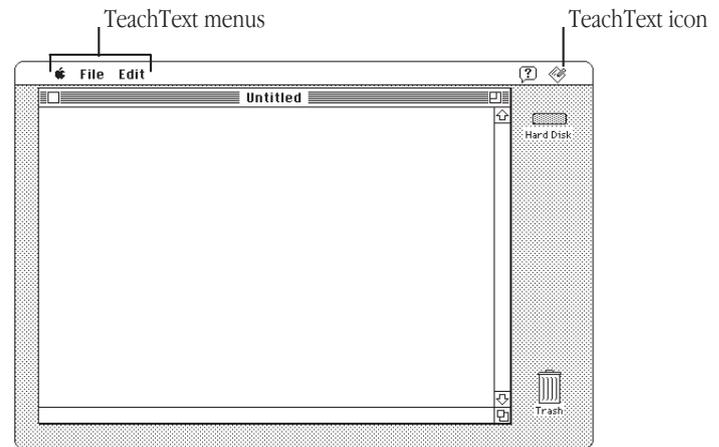 TeachText menus
TeachText icon
File Edit ?
Untitled
Hard Disk
Trash